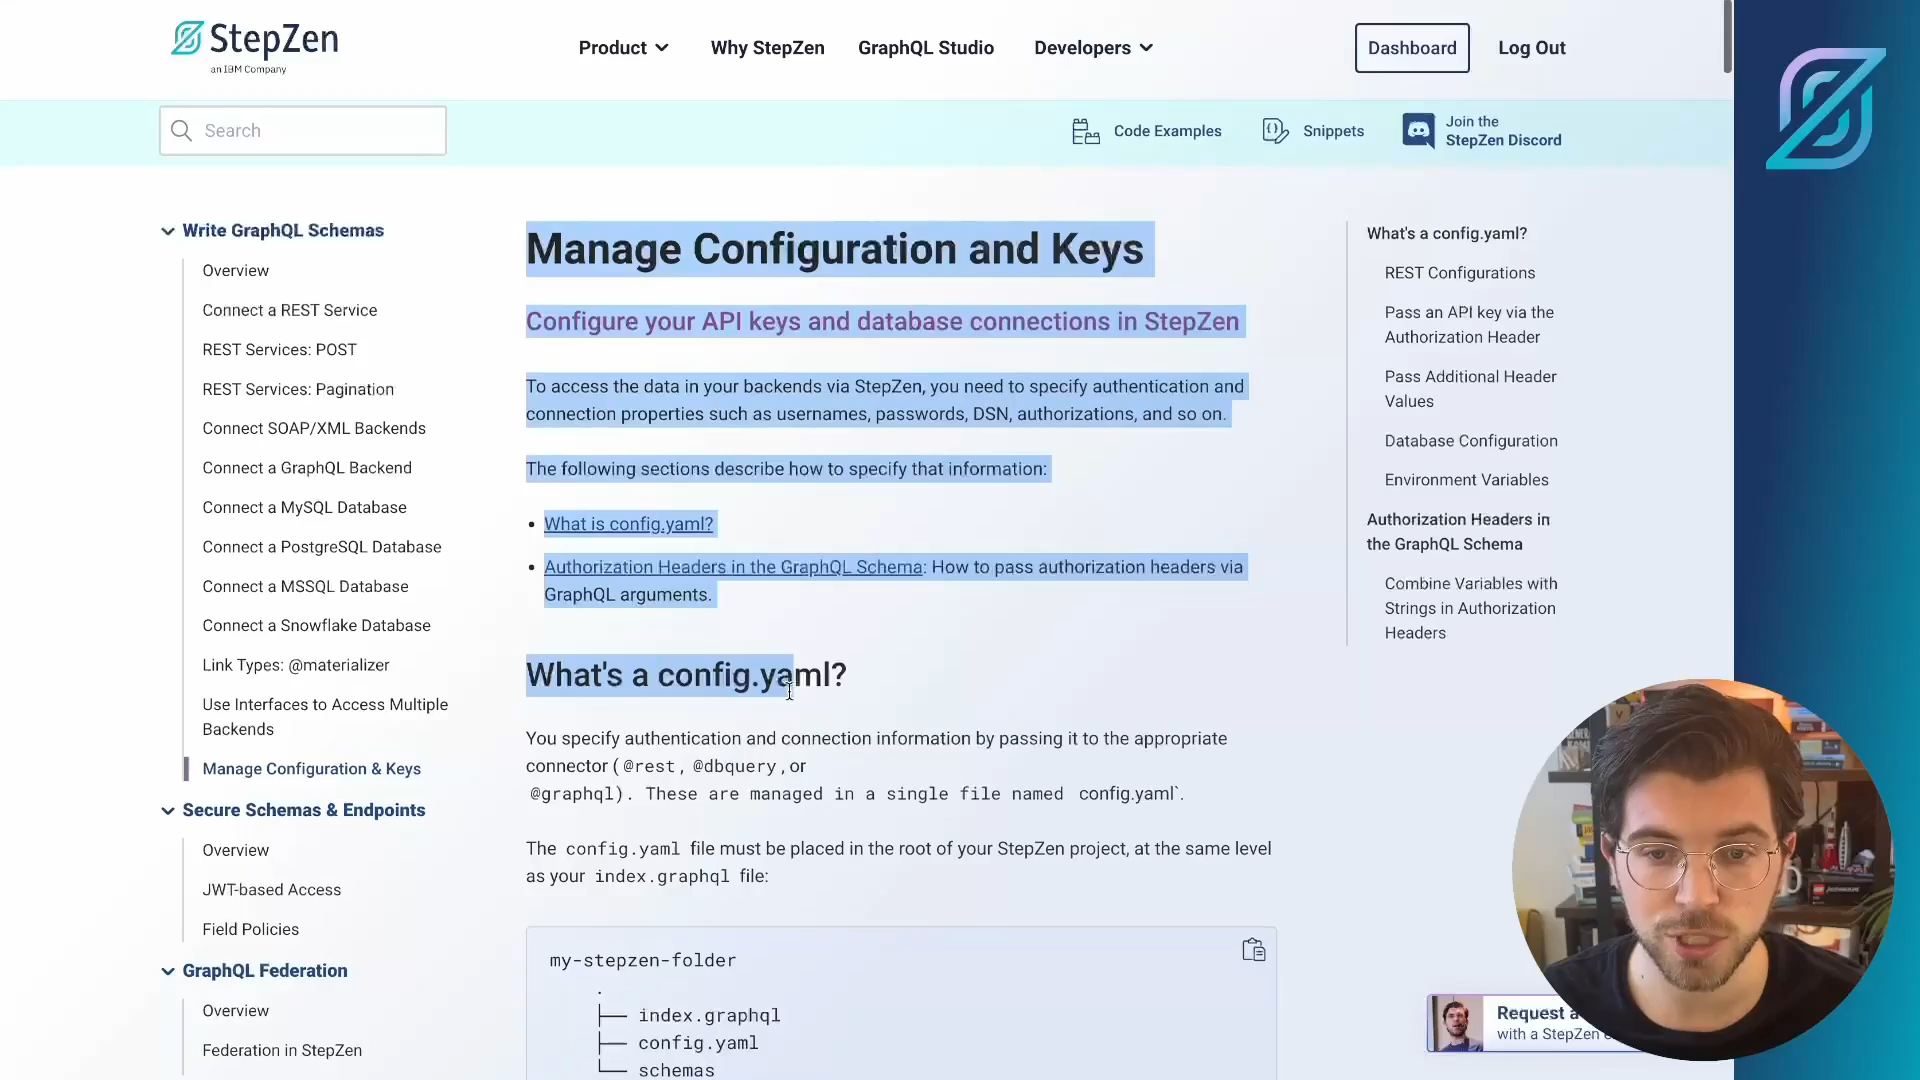 StepZen
an IBM Company
Product
Why StepZen
GraphQL Studio
Developers
Dashboard
Log Out
Search
Code Examples
Snippets
Join the
StepZen Discord
Write GraphQL Schemas
Overview
Connect a REST Service
REST Services: POST
REST Services: Pagination
Connect SOAP/XML Backends
Connect a GraphQL Backend
Connect a MySQL Database
Connect a PostgreSQL Database
Connect a MSSQL Database
Connect a Snowflake Database
Link Types: @materializer
Use Interfaces to Access Multiple
Backends
Manage Configuration & Keys
Secure Schemas & Endpoints
Overview
JWT-based Access
Field Policies
GraphQL Federation
Overview
Federation in StepZen
Manage Configuration and Keys
Configure your API keys and database connections in StepZen
To access the data in your backends via StepZen, you need to specify authentication and
connection properties such as usernames, passwords, DSN, authorizations, and so on.
The following sections describe how to specify that information:
• What is config.yaml?
• Authorization Headers in the GraphQL Schema: How to pass authorization headers via
GraphQL arguments.
What's a config.yaml?
You specify authentication and connection information by passing it to the appropriate
connector ( @rest , @dbquery , or
@graphql). These are managed in a single file named config.yaml`.
The config.yaml file must be placed in the root of your StepZen project, at the same level
as your index.graphql file:
my-stepzen-folder
.
├── index.graphql
├── config.yaml
└── schemas
What's a config.yaml?
REST Configurations
Pass an API key via the
Authorization Header
Pass Additional Header
Values
Database Configuration
Environment Variables
Authorization Headers in
the GraphQL Schema
Combine Variables with
Strings in Authorization
Headers
Request a
with a StepZen